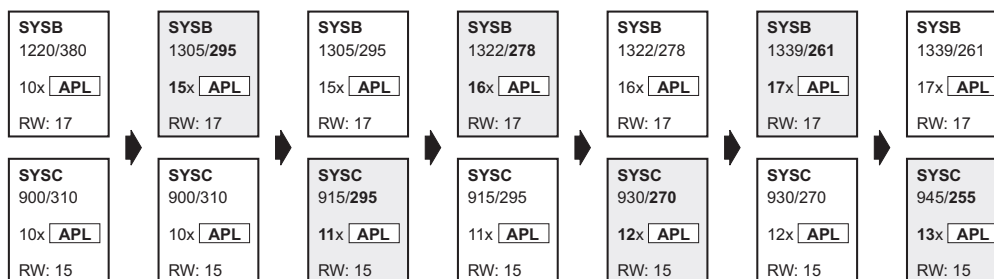 SYSB
1220/380
10x APL
RW: 17
SYSB
1305/295
15x APL
RW: 17
SYSB
1305/295
15x APL
RW: 17
SYSB
1322/278
16x APL
RW: 17
SYSB
1322/278
16x APL
RW: 17
SYSB
1339/261
17x APL
RW: 17
SYSB
1339/261
17x APL
RW: 17
SYSC
900/310
10x APL
RW: 15
SYSC
900/310
10x APL
RW: 15
SYSC
915/295
11x APL
RW: 15
SYSC
915/295
11x APL
RW: 15
SYSC
930/270
12x APL
RW: 15
SYSC
930/270
12x APL
RW: 15
SYSC
945/255
13x APL
RW: 15